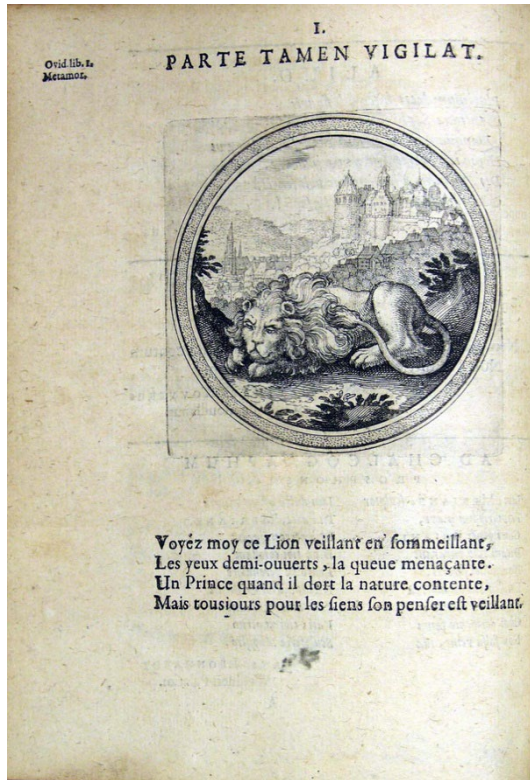 I.
PARTE TAMEN VIGILAT.
Ovid. lib. 1.
Metamor.
Voyéz moy ce Lion veillant en sommeillant,
Les yeux demi-ouuerts, la queue menaçante.
Un Prince quand il dort la nature contente,
Mais tousiours pour les siens son penser est veillant.